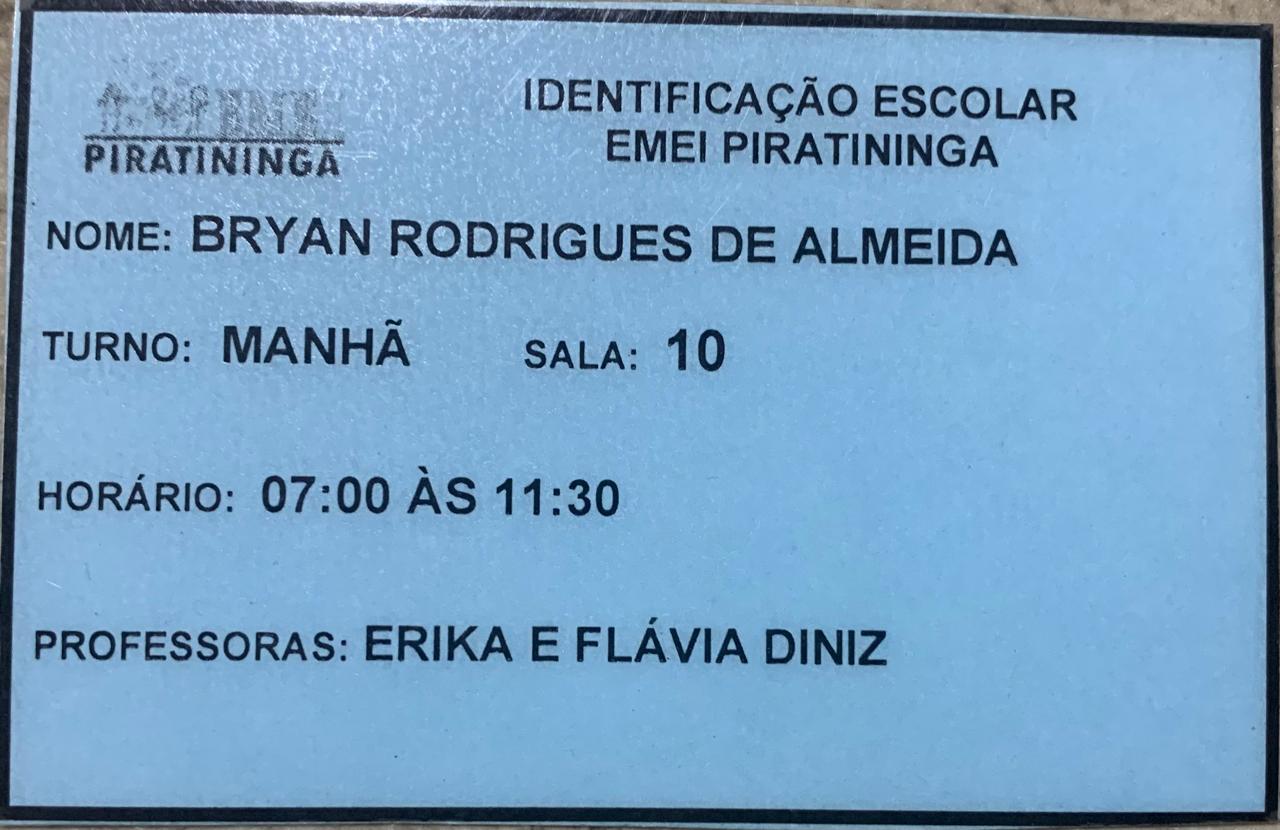 IDENTIFICAÇÃO ESCOLAR
EMEI PIRATININGA
PIRATININGA
NOME: BRYAN RODRIGUES DE ALMEIDA
TURNO: MANHÃ SALA: 10
HORÁRIO: 07:00 ÀS 11:30
PROFESSORAS: ERIKA E FLÁVIA DINIZ